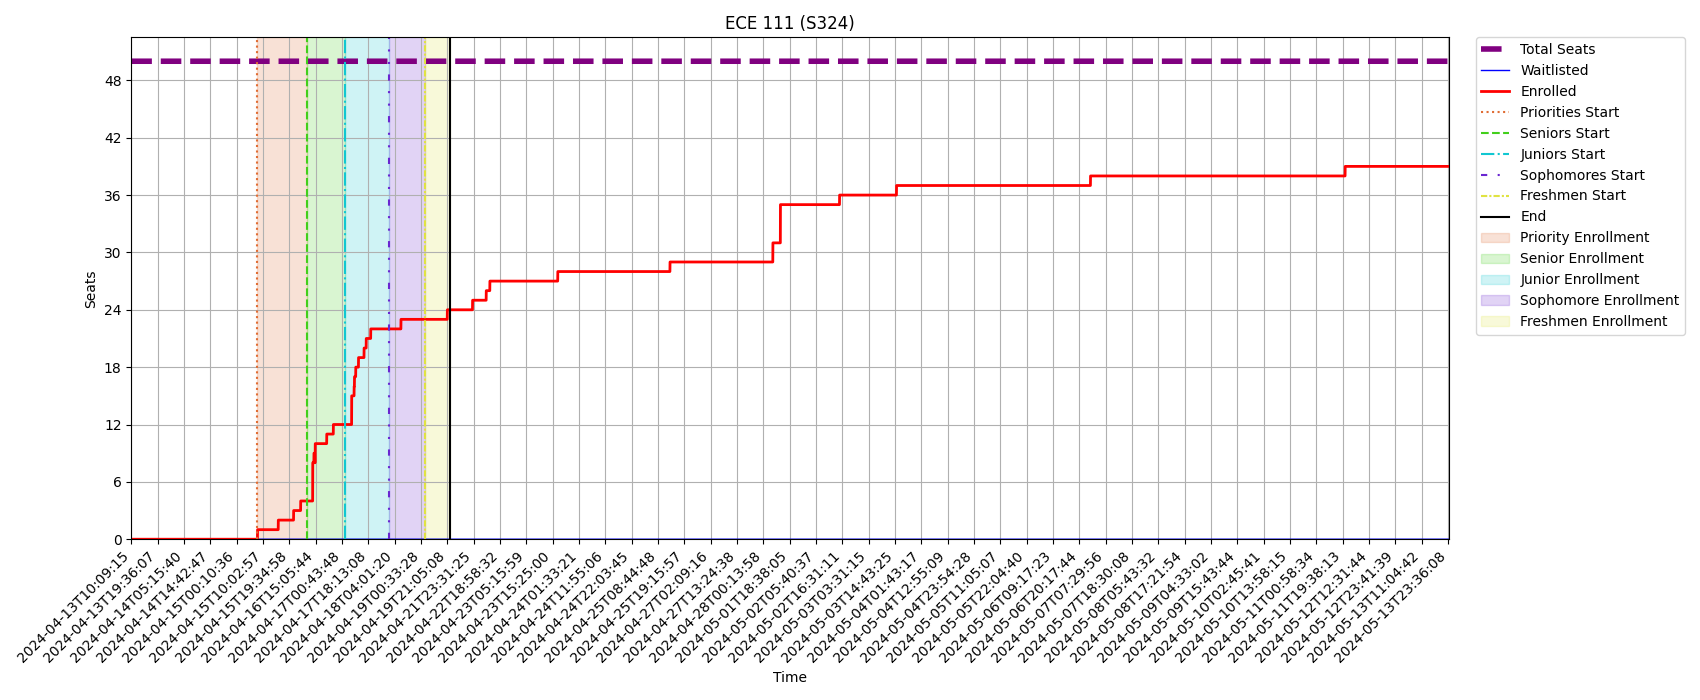 ECE 111 (S324)
Total Seats
Waitlisted
Enrolled
Priorities Start
Seniors Start
Juniors Start
Sophomores Start
Freshmen Start
End
Priority Enrollment
Senior Enrollment
Junior Enrollment
Sophomore Enrollment
Freshmen Enrollment
Seats
48
42
36
30
24
18
12
6
0
2024-04-13T10:09:15
2024-04-13T19:36:07
2024-04-14T05:15:40
2024-04-14T14:42:47
2024-04-15T00:10:36
2024-04-15T10:02:57
2024-04-15T19:34:58
2024-04-16T15:05:44
2024-04-17T00:43:48
2024-04-17T18:13:08
2024-04-18T04:01:20
2024-04-19T00:33:28
2024-04-19T21:05:08
2024-04-21T23:31:25
2024-04-22T18:58:32
2024-04-23T05:15:59
2024-04-23T15:25:00
2024-04-24T01:33:21
2024-04-24T11:55:06
2024-04-24T22:03:45
2024-04-25T08:44:48
2024-04-25T19:15:57
2024-04-27T02:09:16
2024-04-27T13:24:38
2024-04-28T00:13:58
2024-05-01T18:38:05
2024-05-02T05:40:37
2024-05-02T16:31:11
2024-05-03T03:31:15
2024-05-03T14:43:25
2024-05-04T01:43:17
2024-05-04T12:55:09
2024-05-04T23:54:28
2024-05-05T11:05:07
2024-05-05T22:04:40
2024-05-06T09:17:23
2024-05-06T20:17:44
2024-05-07T07:29:56
2024-05-07T18:30:08
2024-05-08T05:43:32
2024-05-08T17:21:54
2024-05-09T04:33:02
2024-05-09T15:43:44
2024-05-10T02:45:41
2024-05-10T13:58:15
2024-05-11T00:58:34
2024-05-11T19:38:13
2024-05-12T12:31:44
2024-05-12T23:41:39
2024-05-13T11:04:42
2024-05-13T23:36:08
Time